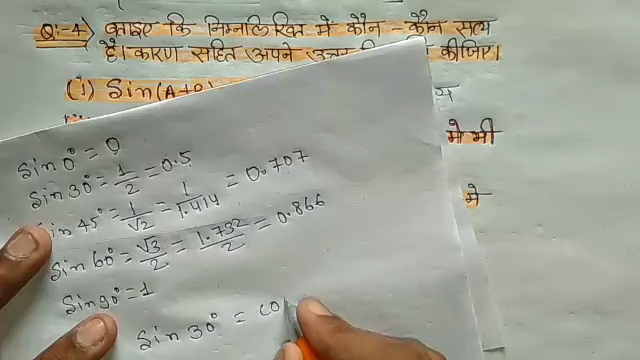 Q:-4) बताइए कि निम्नलिखित में कौन-कौन सत्य
है। कारण सहित अपने कीजिए।
(i) Sin(A+B)
में भी
में
Sin 0° = 0
Sin 30° = 1/2 = 0.5
Sin 45° = 1/√2 = 1/1.414 = 0.707
Sin 60° = √3/2 = 1.732/2 = 0.866
Sin 90° = 1
Sin 30° = co